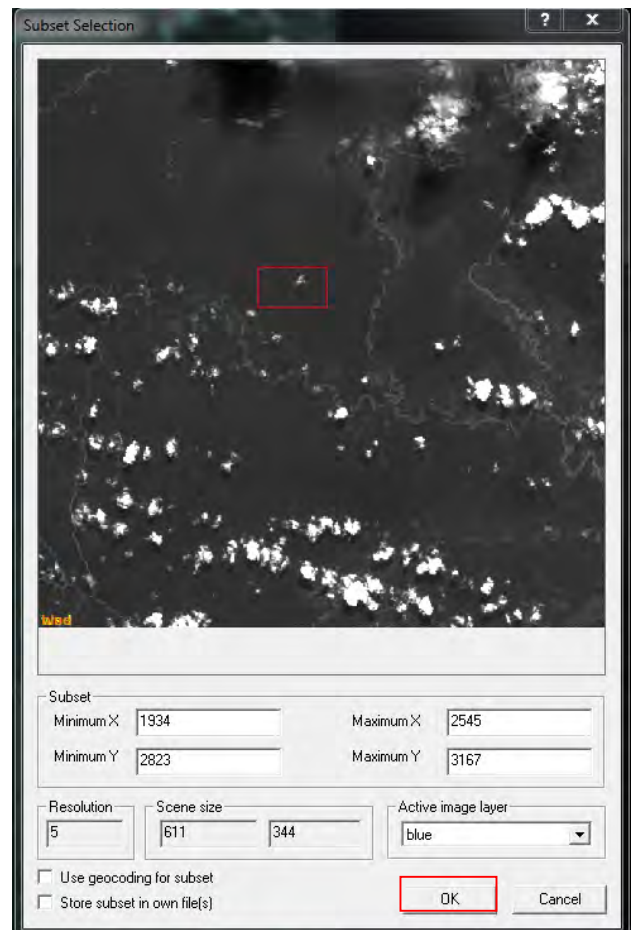 Subset Selection
Wsd
Subset
Minimum X 1934 Maximum X 2545
Minimum Y 2823 Maximum Y 3167
Resolution Scene size Active image layer
5 611 344 blue
Use geocoding for subset
Store subset in own file(s)
OK Cancel